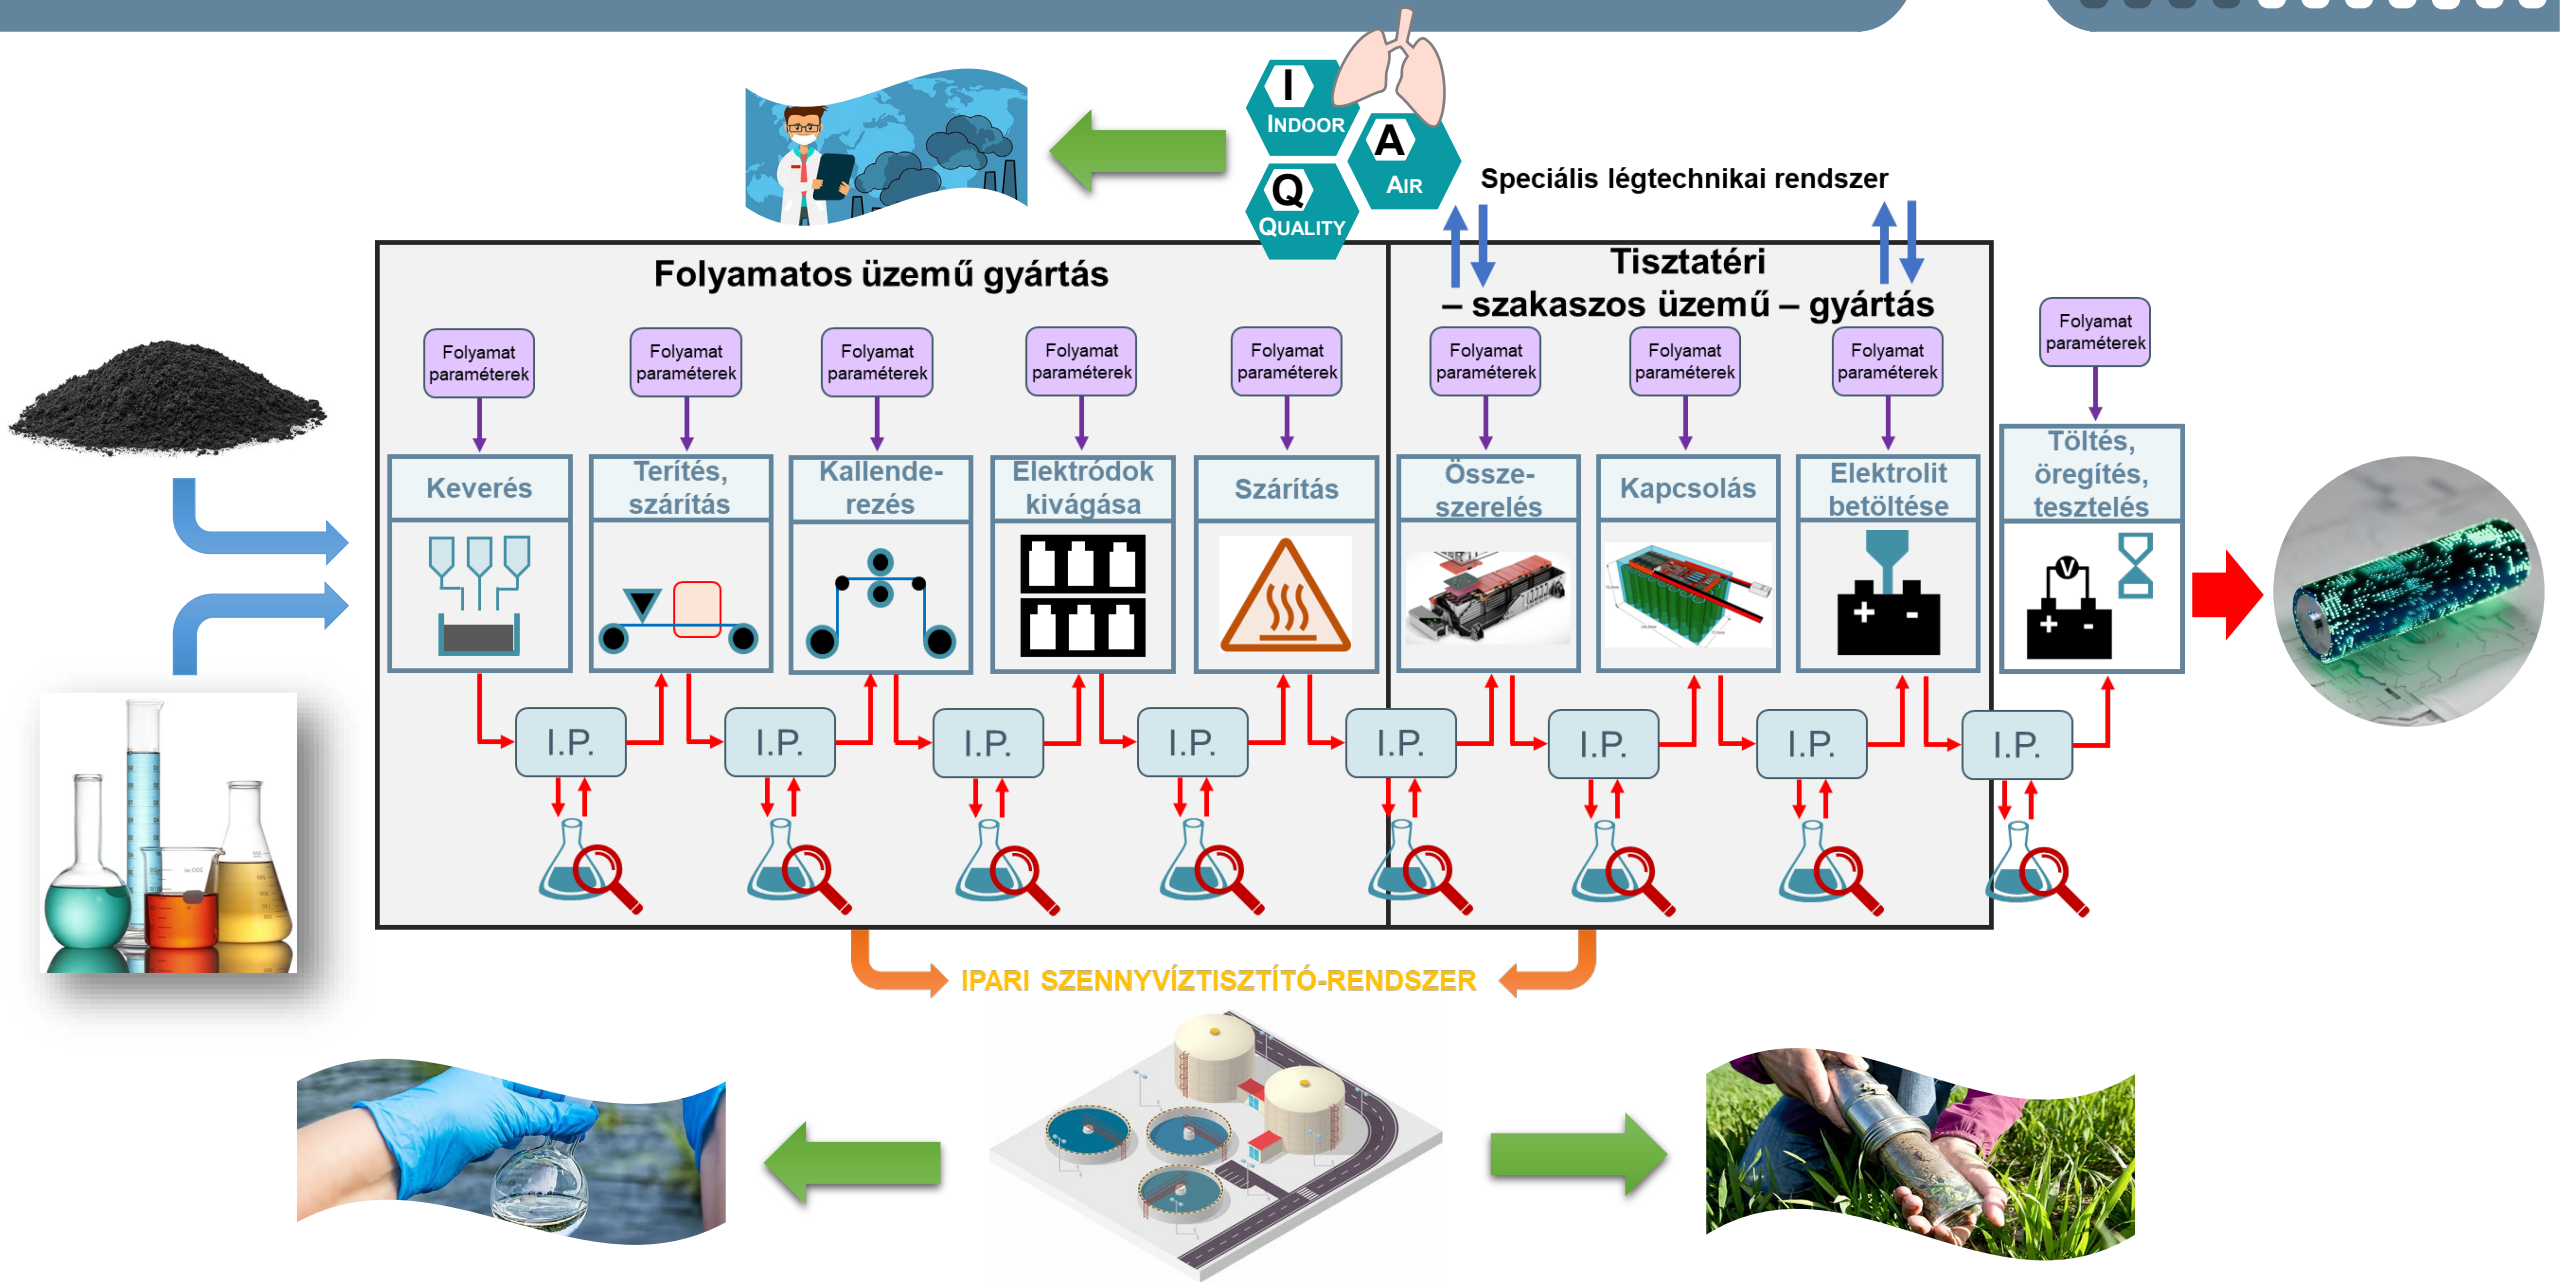 I
INDOOR
A
AIR
Q
QUALITY
Speciális légtechnikai rendszer
Folyamatos üzemű gyártás
Tisztatéri
– szakaszos üzemű – gyártás
Folyamat
paraméterek
Folyamat
paraméterek
Folyamat
paraméterek
Folyamat
paraméterek
Folyamat
paraméterek
Folyamat
paraméterek
Folyamat
paraméterek
Folyamat
paraméterek
Folyamat
paraméterek
Keverés
Terítés,
szárítás
Kallende-
rezés
Elektródok
kivágása
Szárítás
Össze-
szerelés
Kapcsolás
Elektrolit
betöltése
Töltés,
öregítés,
tesztelés
+ -
V
+ -
I.P.
I.P.
I.P.
I.P.
I.P.
I.P.
I.P.
I.P.
IPARI SZENNYVÍZTISZTÍTÓ-RENDSZER